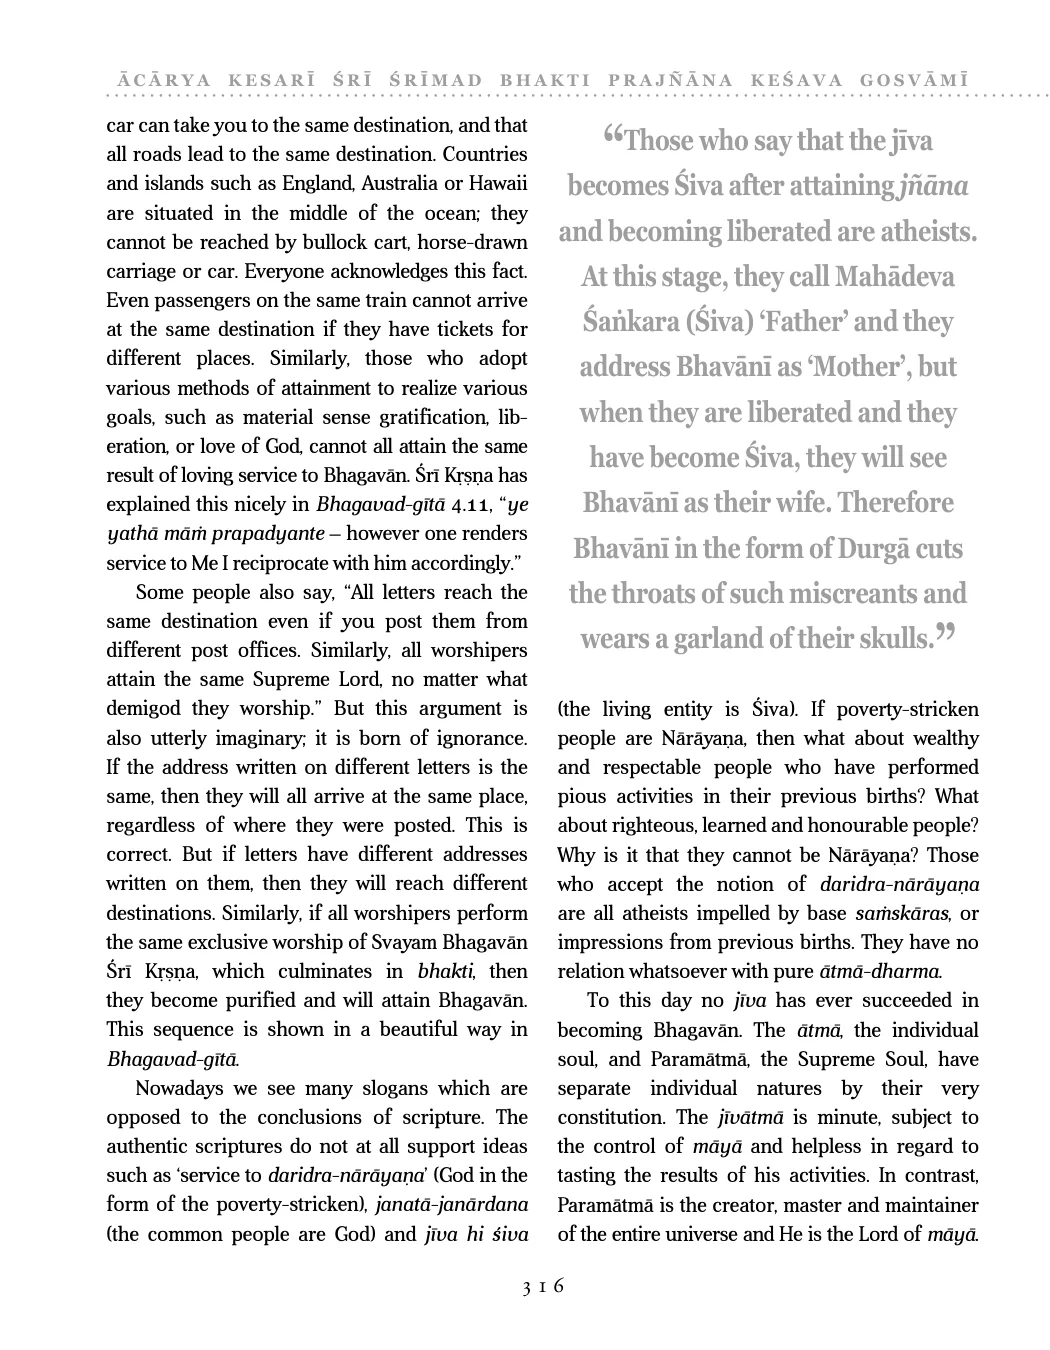 ĀCĀRYA KESARĪ ŚRĪ ŚRĪMAD BHAKTI PRAJÑĀNA KEŚAVA GOSVĀMĪ
car can take you to the same destination, and that
all roads lead to the same destination. Countries
and islands such as England, Australia or Hawaii
are situated in the middle of the ocean; they
cannot be reached by bullock cart, horse-drawn
carriage or car. Everyone acknowledges this fact.
Even passengers on the same train cannot arrive
at the same destination if they have tickets for
different places. Similarly, those who adopt
various methods of attainment to realize various
goals, such as material sense gratification, lib-
eration, or love of God, cannot all attain the same
result of loving service to Bhagavān. Śrī Kṛṣṇa has
explained this nicely in Bhagavad-gītā 4.11, “ye
yathā māṁ prapadyante – however one renders
service to Me I reciprocate with him accordingly.”
Some people also say, “All letters reach the
same destination even if you post them from
different post offices. Similarly, all worshipers
attain the same Supreme Lord, no matter what
demigod they worship.” But this argument is
also utterly imaginary; it is born of ignorance.
If the address written on different letters is the
same, then they will all arrive at the same place,
regardless of where they were posted. This is
correct. But if letters have different addresses
written on them, then they will reach different
destinations. Similarly, if all worshipers perform
the same exclusive worship of Svayam Bhagavān
Śrī Kṛṣṇa, which culminates in bhakti, then
they become purified and will attain Bhagavān.
This sequence is shown in a beautiful way in
Bhagavad-gītā.
Nowadays we see many slogans which are
opposed to the conclusions of scripture. The
authentic scriptures do not at all support ideas
such as ‘service to daridra-nārāyaṇa’ (God in the
form of the poverty-stricken), janatā-janārdana
(the common people are God) and jīva hi śiva
“Those who say that the jīva
becomes Śiva after attaining jñāna
and becoming liberated are atheists.
At this stage, they call Mahādeva
Śaṅkara (Śiva) ‘Father’ and they
address Bhavānī as ‘Mother’, but
when they are liberated and they
have become Śiva, they will see
Bhavānī as their wife. Therefore
Bhavānī in the form of Durgā cuts
the throats of such miscreants and
wears a garland of their skulls.”
(the living entity is Śiva). If poverty-stricken
people are Nārāyaṇa, then what about wealthy
and respectable people who have performed
pious activities in their previous births? What
about righteous, learned and honourable people?
Why is it that they cannot be Nārāyaṇa? Those
who accept the notion of daridra-nārāyaṇa
are all atheists impelled by base saṁskāras, or
impressions from previous births. They have no
relation whatsoever with pure ātmā-dharma.
To this day no jīva has ever succeeded in
becoming Bhagavān. The ātmā, the individual
soul, and Paramātmā, the Supreme Soul, have
separate individual natures by their very
constitution. The jīvātmā is minute, subject to
the control of māyā and helpless in regard to
tasting the results of his activities. In contrast,
Paramātmā is the creator, master and maintainer
of the entire universe and He is the Lord of māyā.
316